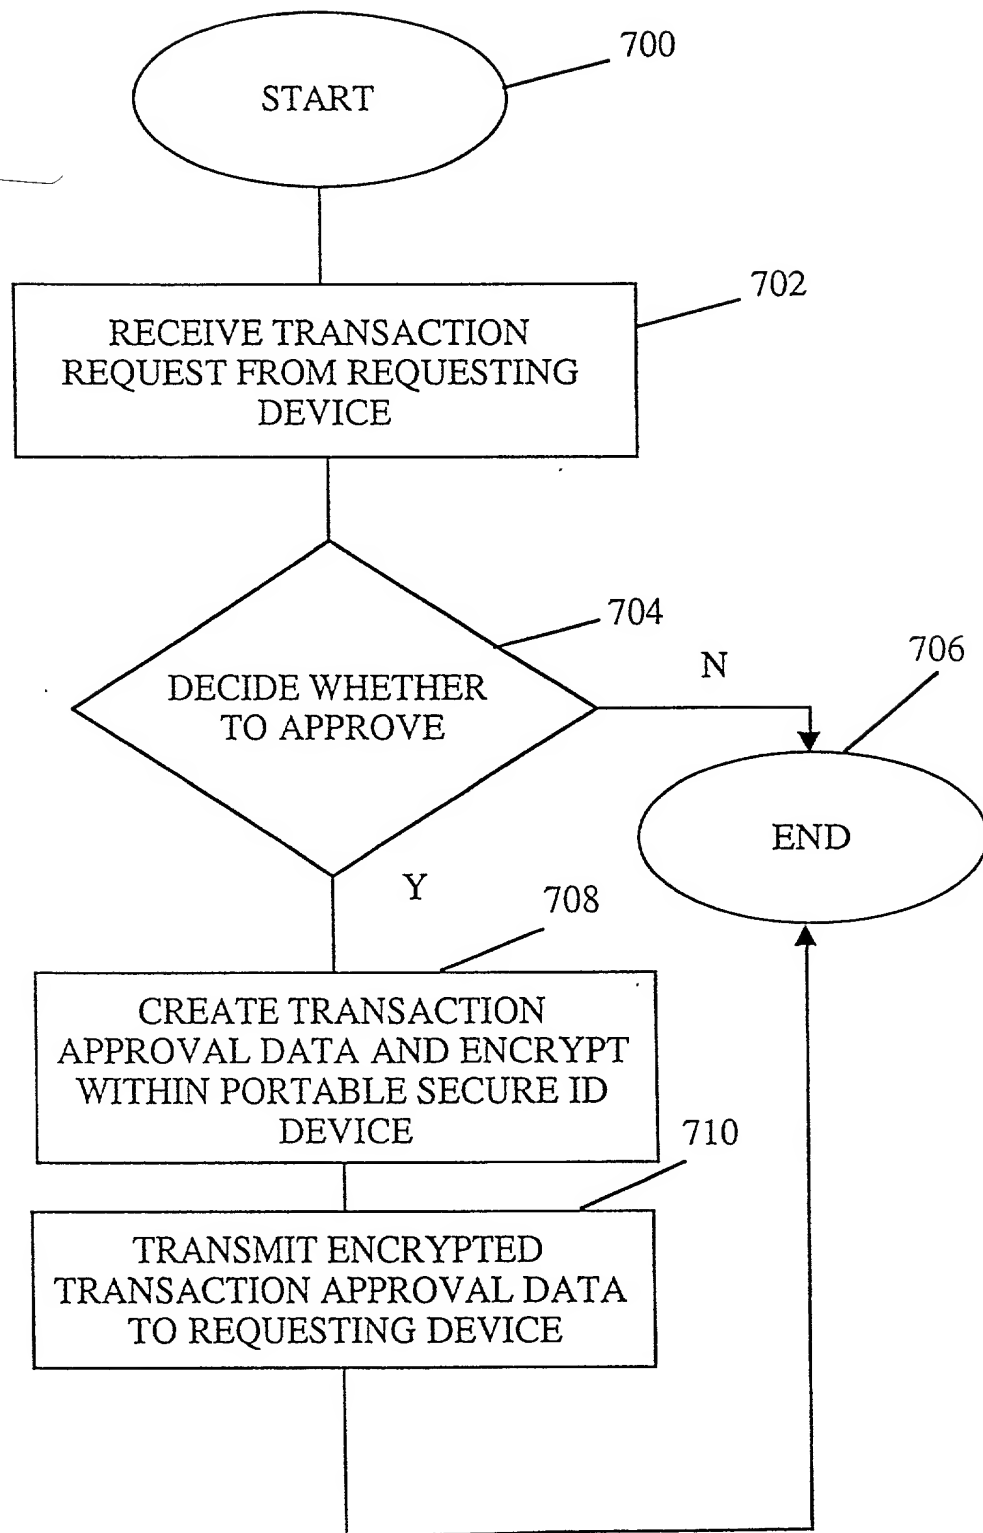 700
START
702
RECEIVE TRANSACTION
REQUEST FROM REQUESTING
DEVICE
704
DECIDE WHETHER
TO APPROVE
N
706
END
Y
708
CREATE TRANSACTION
APPROVAL DATA AND ENCRYPT
WITHIN PORTABLE SECURE ID
DEVICE
710
TRANSMIT ENCRYPTED
TRANSACTION APPROVAL DATA
TO REQUESTING DEVICE